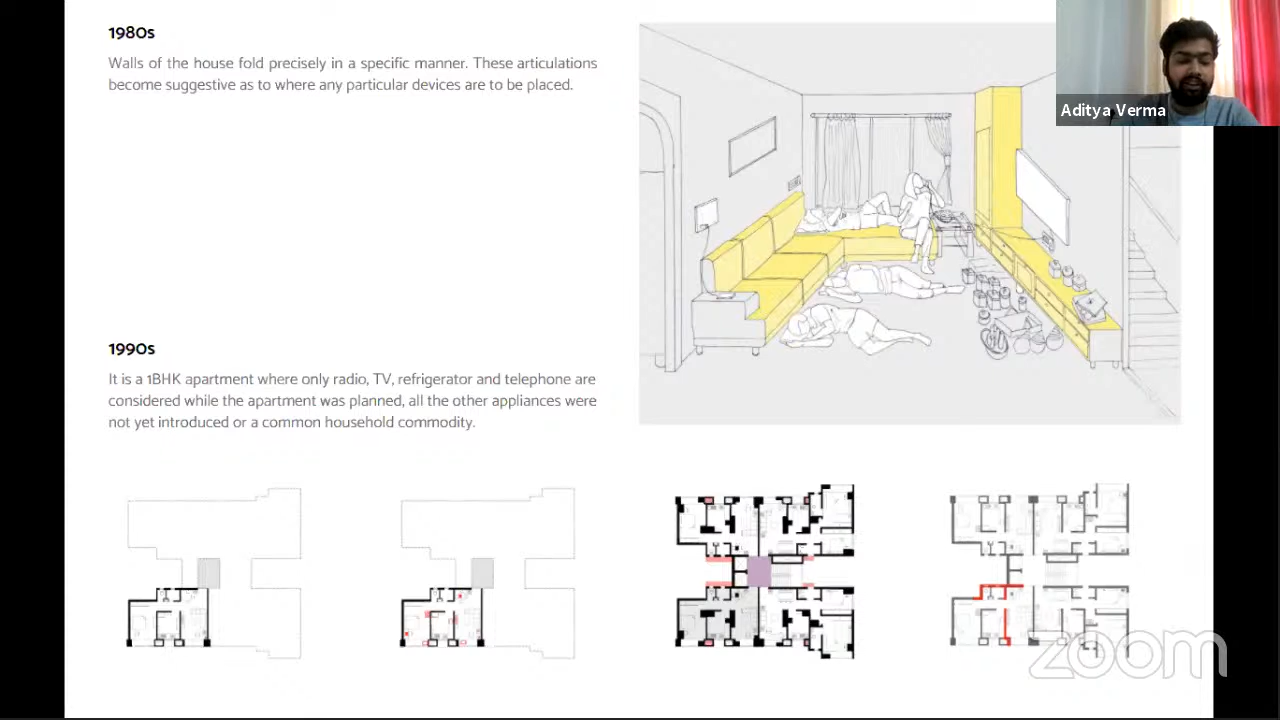 1980s
Walls of the house fold precisely in a specific manner. These articulations
become suggestive as to where any particular devices are to be placed.
Aditya Verma
1990s
It is a 1BHK apartment where only radio, TV, refrigerator and telephone are
considered while the apartment was planned, all the other appliances were
not yet introduced or a common household commodity.
zoom